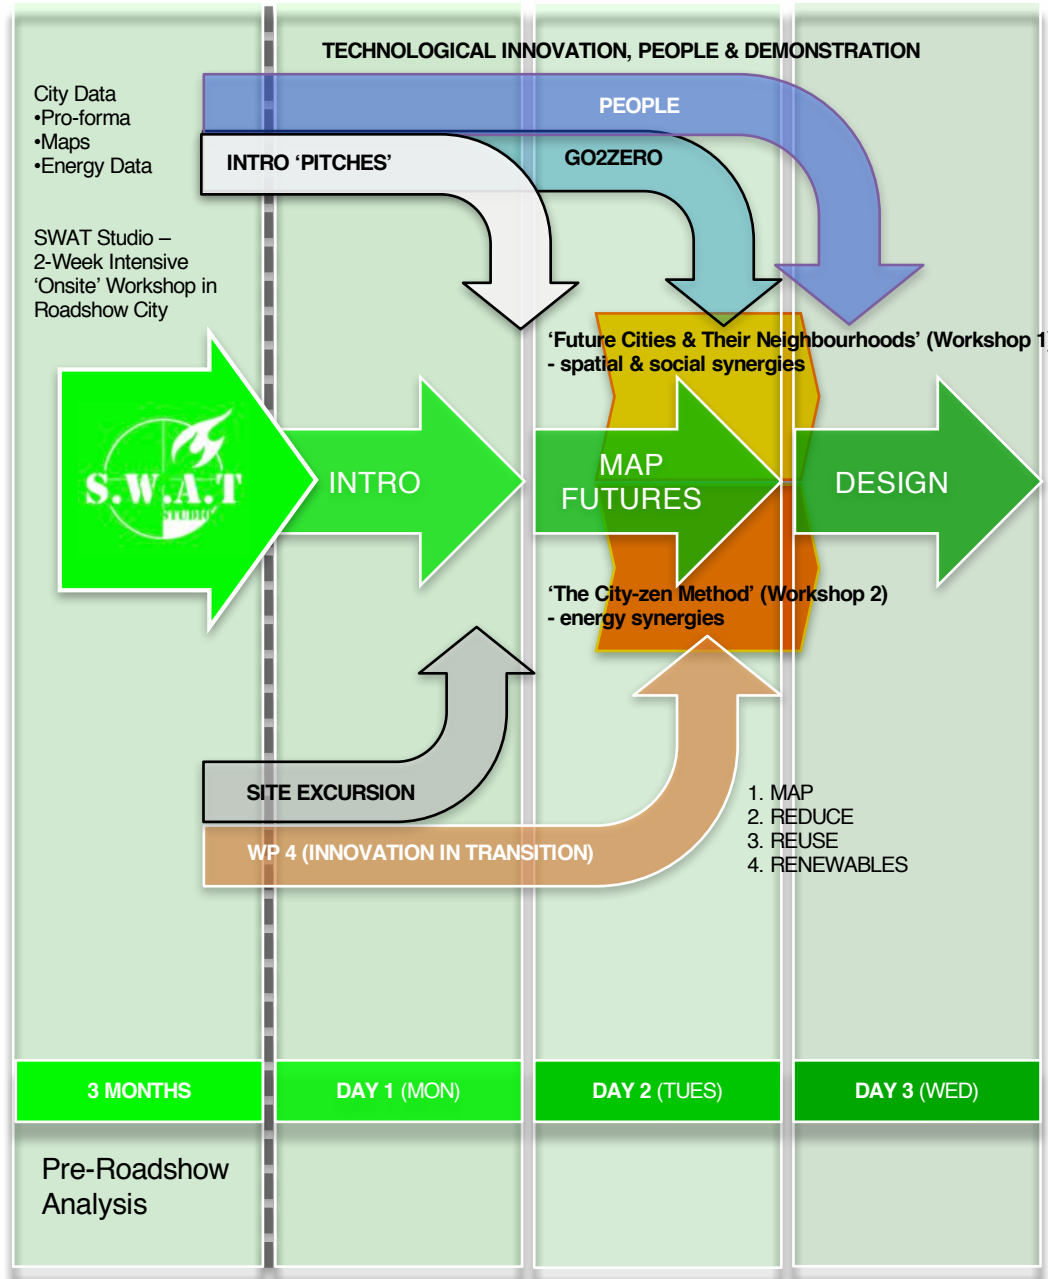 TECHNOLOGICAL INNOVATION, PEOPLE & DEMONSTRATION
City Data
•Pro-forma
•Maps
•Energy Data
PEOPLE
INTRO ‘PITCHES’
GO2ZERO
SWAT Studio –
2-Week Intensive
‘Onsite’ Workshop in
Roadshow City
‘Future Cities & Their Neighbourhoods’ (Workshop 1)
- spatial & social synergies
S.W.A.T
STUDIO
INTRO
MAP
FUTURES
DESIGN
‘The City-zen Method’ (Workshop 2)
- energy synergies
SITE EXCURSION
WP 4 (INNOVATION IN TRANSITION)
1. MAP
2. REDUCE
3. REUSE
4. RENEWABLES
3 MONTHS
DAY 1 (MON)
DAY 2 (TUES)
DAY 3 (WED)
Pre-Roadshow
Analysis